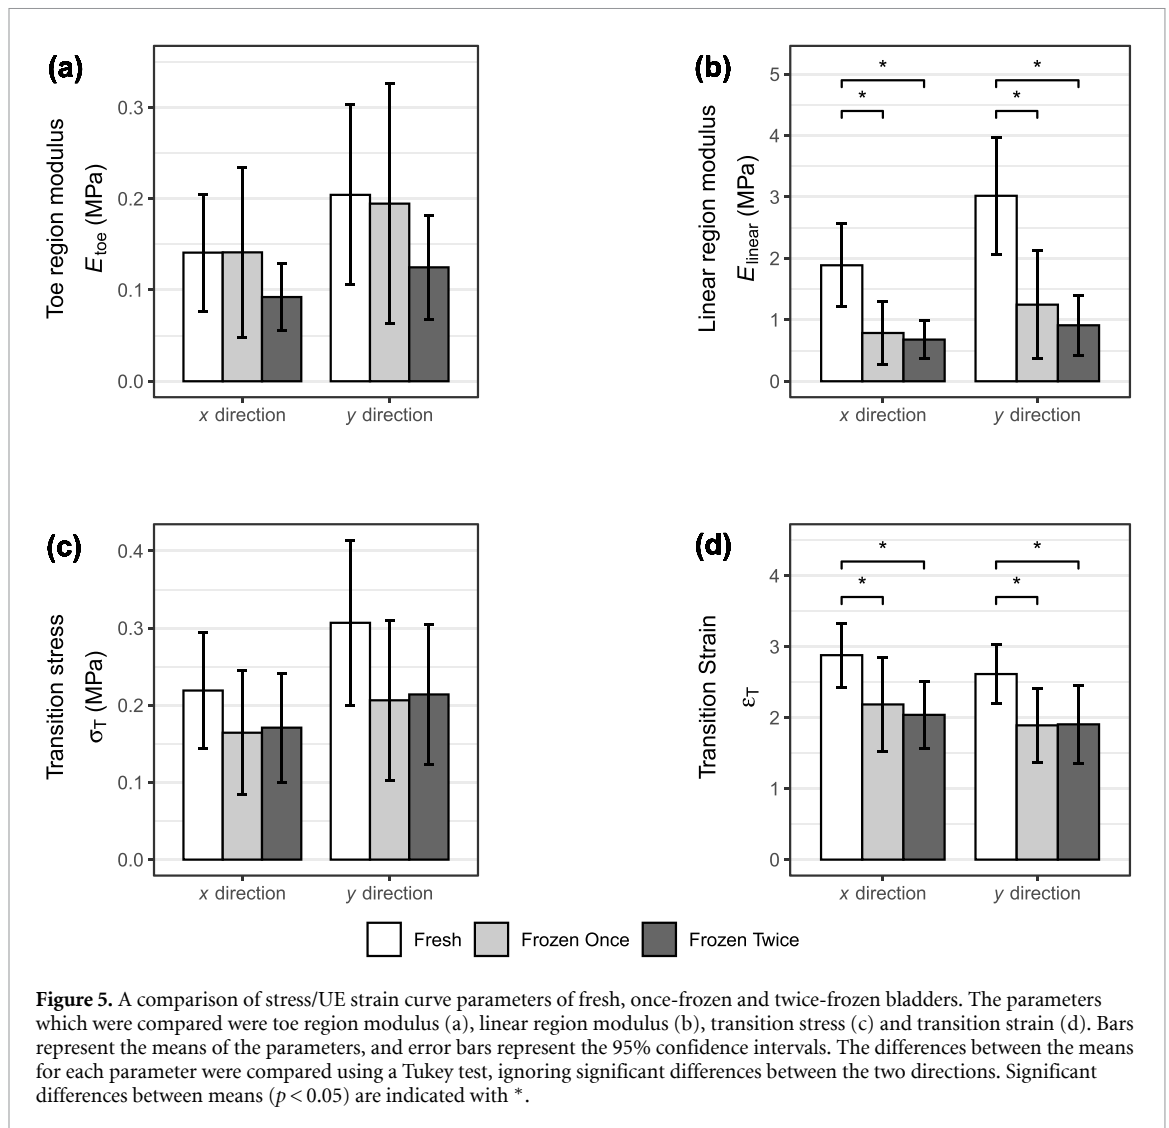 (a)
Toe region modulus
E toe (MPa)
0.3
0.2
0.1
0.0
x direction
y direction
(b)
Linear region modulus
E linear (MPa)
5
4
3
2
1
0
*
*
*
*
x direction
y direction
(c)
Transition stress
σT (MPa)
0.4
0.3
0.2
0.1
0.0
x direction
y direction
(d)
Transition Strain
εT
4
3
2
1
0
*
*
*
*
x direction
y direction
Fresh
Frozen Once
Frozen Twice
Figure 5. A comparison of stress/UE strain curve parameters of fresh, once-frozen and twice-frozen bladders. The parameters
which were compared were toe region modulus (a), linear region modulus (b), transition stress (c) and transition strain (d). Bars
represent the means of the parameters, and error bars represent the 95% confidence intervals. The differences between the means
for each parameter were compared using a Tukey test, ignoring significant differences between the two directions. Significant
differences between means (p < 0.05) are indicated with *.